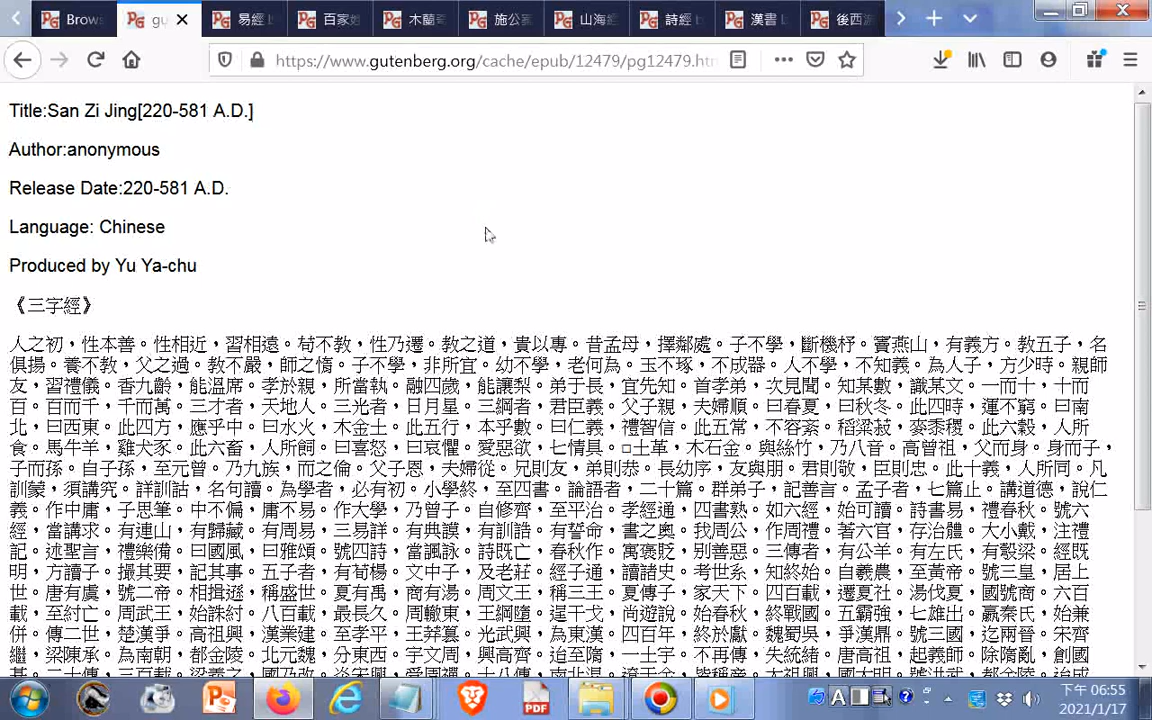 Brows
gu
易經 t
百家姓
木蘭奇
施公案
山海經
詩經 b
漢書 t
後西遊
https://www.gutenberg.org/cache/epub/12479/pg12479.htm
Title:San Zi Jing[220-581 A.D.]
Author:anonymous
Release Date:220-581 A.D.
Language: Chinese
Produced by Yu Ya-chu
《三字經》
人之初，性本善。性相近，習相遠。茍不教，性乃遷。教之道，貴以專。昔孟母，擇鄰處。子不學，斷機杼。竇燕山，有義方。教五子，名
俱揚。養不教，父之過。教不嚴，師之惰。子不學，非所宜。幼不學，老何為。玉不琢，不成器。人不學，不知義。為人子，方少時。親師
友，習禮儀。香九齡，能溫席。孝於親，所當執。融四歲，能讓梨。弟于長，宜先知。首孝弟，次見聞。知某數，識某文。一而十，十而
百。百而千，千而萬。三才者，天地人。三光者，日月星。三綱者，君臣義。父子親，夫婦順。曰春夏，曰秋冬。此四時，運不窮。曰南
北，曰西東。此四方，應乎中。曰水火，木金土。此五行，本乎數。曰仁義，禮智信。此五常，不容紊。稻粱菽，麥黍稷。此六穀，人所
食。馬牛羊，雞犬豕。此六畜，人所飼。曰喜怒，曰哀懼。愛惡欲，七情具。□土革，木石金。與絲竹，乃八音。高曾祖，父而身。身而子，
子而孫。自子孫，至元曾。乃九族，而之倫。父子恩，夫婦從。兄則友，弟則恭。長幼序，友與朋。君則敬，臣則忠。此十義，人所同。凡
訓蒙，須講究。詳訓詁，名句讀。為學者，必有初。小學終，至四書。論語者，二十篇。群弟子，記善言。孟子者，七篇止。講道德，說仁
義。作中庸，子思筆。中不偏，庸不易。作大學，乃曾子。自修齊，至平治。孝經通，四書熟。如六經，始可讀。詩書易，禮春秋。號六
經，當講求。有連山，有歸藏。有周易，三易詳。有典謨，有訓誥。有誓命，書之奧。我周公，作周禮。著六官，存治體。大小戴，注禮
記。述聖言，禮樂備。曰國風，曰雅頌。號四詩，當諷詠。詩既亡，春秋作。寓褒貶，別善惡。三傳者，有公羊。有左氏，有穀梁。經既
明，方讀子。撮其要，記其事。五子者，有荀楊。文中子，及老莊。經子通，讀諸史。考世系，知終始。自羲農，至黃帝。號三皇，居上
世。唐有虞，號二帝。相揖遜，稱盛世。夏有禹，商有湯。周文王，稱三王。夏傳子，家天下。四百載，遷夏社。湯伐夏，國號商。六百
載，至紂亡。周武王，始誅紂。八百載，最長久。周轍東，王綱墮。逞干戈，尚遊說。始春秋，終戰國。五霸強，七雄出。嬴秦氏，始兼
併。傳二世，楚漢爭。高祖興，漢業建。至孝平，王莽篡。光武興，為東漢。四百年，終於獻。魏蜀吳，爭漢鼎。號三國，迄兩晉。宋齊
繼，梁陳承。為南朝，都金陵。北元魏，分東西。宇文周，興高齊。迨至隋，一土宇。不再傳，失統緒。唐高祖，起義師。除隋亂，創國
下午 06:55
2021/1/17